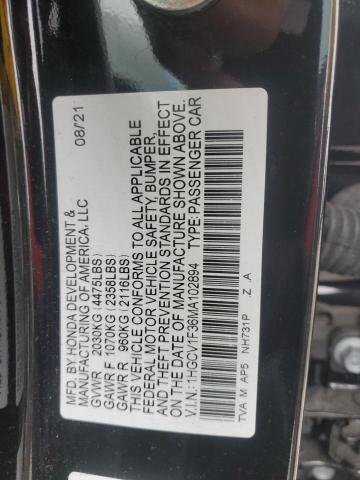 MFD. BY HONDA DEVELOPMENT & 08/21
MANUFACTURING OF AMERICA, LLC
GVWR 2030KG (4475LBS)
GAWR F 1070KG (2358LBS)
GAWR R 960KG (2116LBS)
THIS VEHICLE CONFORMS TO ALL APPLICABLE
FEDERAL MOTOR VEHICLE SAFETY, BUMPER,
AND THEFT PREVENTION STANDARDS IN EFFECT
ON THE DATE OF MANUFACTURE SHOWN ABOVE.
V.I.N: 1HGCV1F36MA102894 TYPE: PASSENGER CAR
TVA M AP5 NH731P Z A